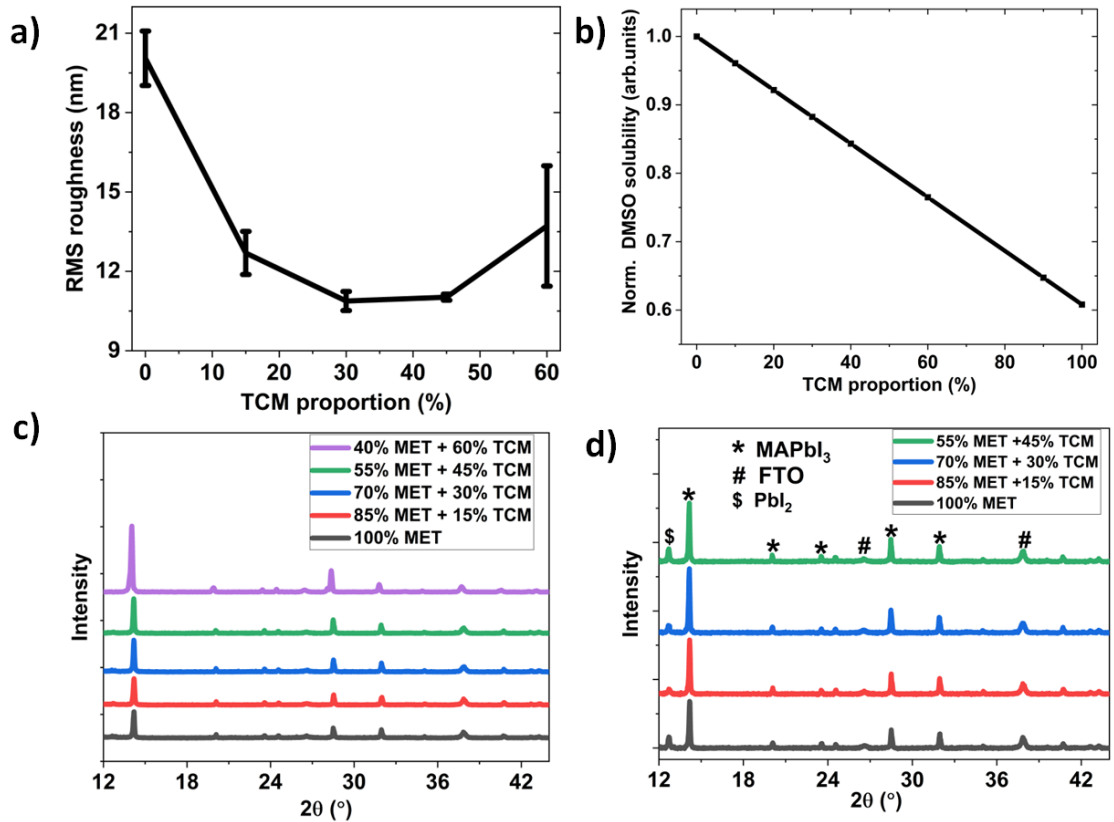 a)
RMS roughness (nm)
21
18
15
12
9
0
10
20
30
40
50
60
TCM proportion (%)
b)
Norm. DMSO solubility (arb.units)
1.0
0.9
0.8
0.7
0.6
0
20
40
60
80
100
TCM proportion (%)
c)
Intensity
40% MET + 60% TCM
55% MET + 45% TCM
70% MET + 30% TCM
85% MET + 15% TCM
100% MET
12
18
24
30
36
42
2θ (°)
d)
Intensity
* MAPbI3
# FTO
$ PbI2
55% MET +45% TCM
70% MET + 30% TCM
85% MET +15% TCM
100% MET
$
*
*
*
#
*
*
#
12
18
24
30
36
42
2θ (°)